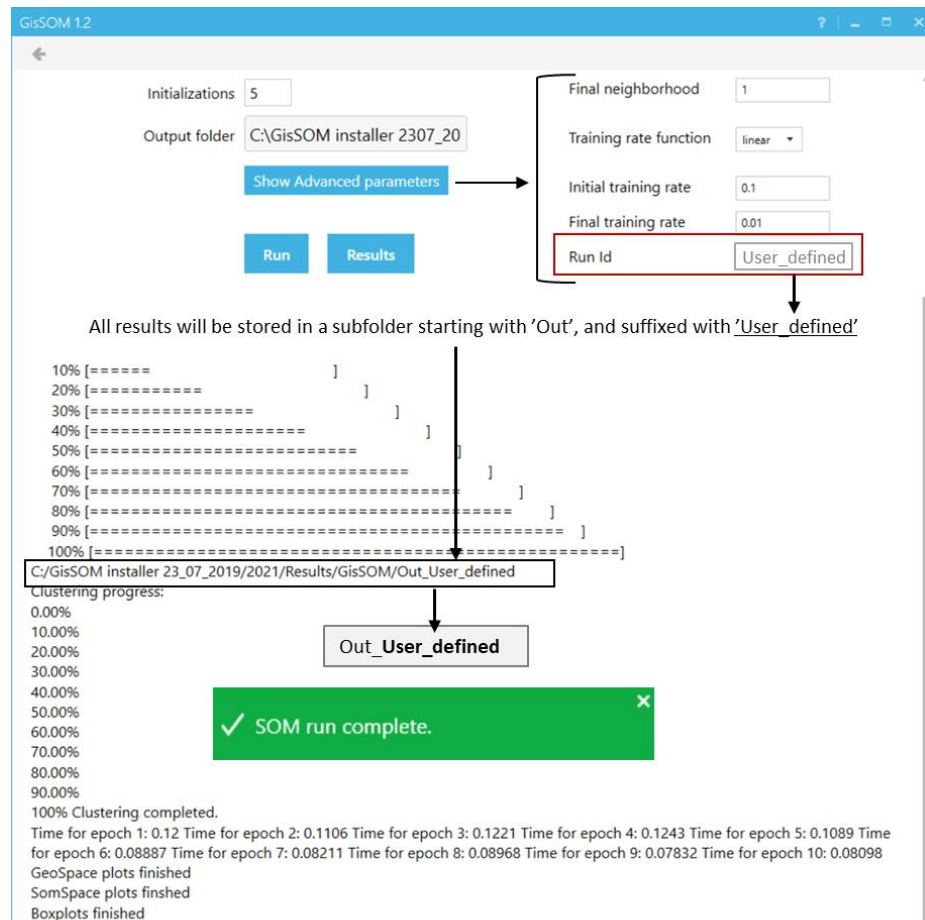 GisSOM 1.2
?
Initializations 5
Output folder C:\GisSOM installer 2307_20
Show Advanced parameters
Run Results
Final neighborhood 1
Training rate function linear
Initial training rate 0.1
Final training rate 0.01
Run Id User_defined
All results will be stored in a subfolder starting with ’Out’, and suffixed with ’User_defined’
10% [====== ]
20% [=========== ]
30% [================ ]
40% [===================== ]
50% [========================== ]
60% [=============================== ]
70% [==================================== ]
80% [========================================= ]
90% [============================================== ]
100% [===================================================]
C:/GisSOM installer 23_07_2019/2021/Results/GisSOM/Out_User_defined
Clustering progress:
0.00%
10.00%
20.00%
30.00%
40.00%
50.00%
60.00%
70.00%
80.00%
90.00%
Out_User_defined
SOM run complete.
100% Clustering completed.
Time for epoch 1: 0.12 Time for epoch 2: 0.1106 Time for epoch 3: 0.1221 Time for epoch 4: 0.1243 Time for epoch 5: 0.1089 Time
for epoch 6: 0.08887 Time for epoch 7: 0.08211 Time for epoch 8: 0.08968 Time for epoch 9: 0.07832 Time for epoch 10: 0.08098
GeoSpace plots finished
SomSpace plots finshed
Boxplots finished